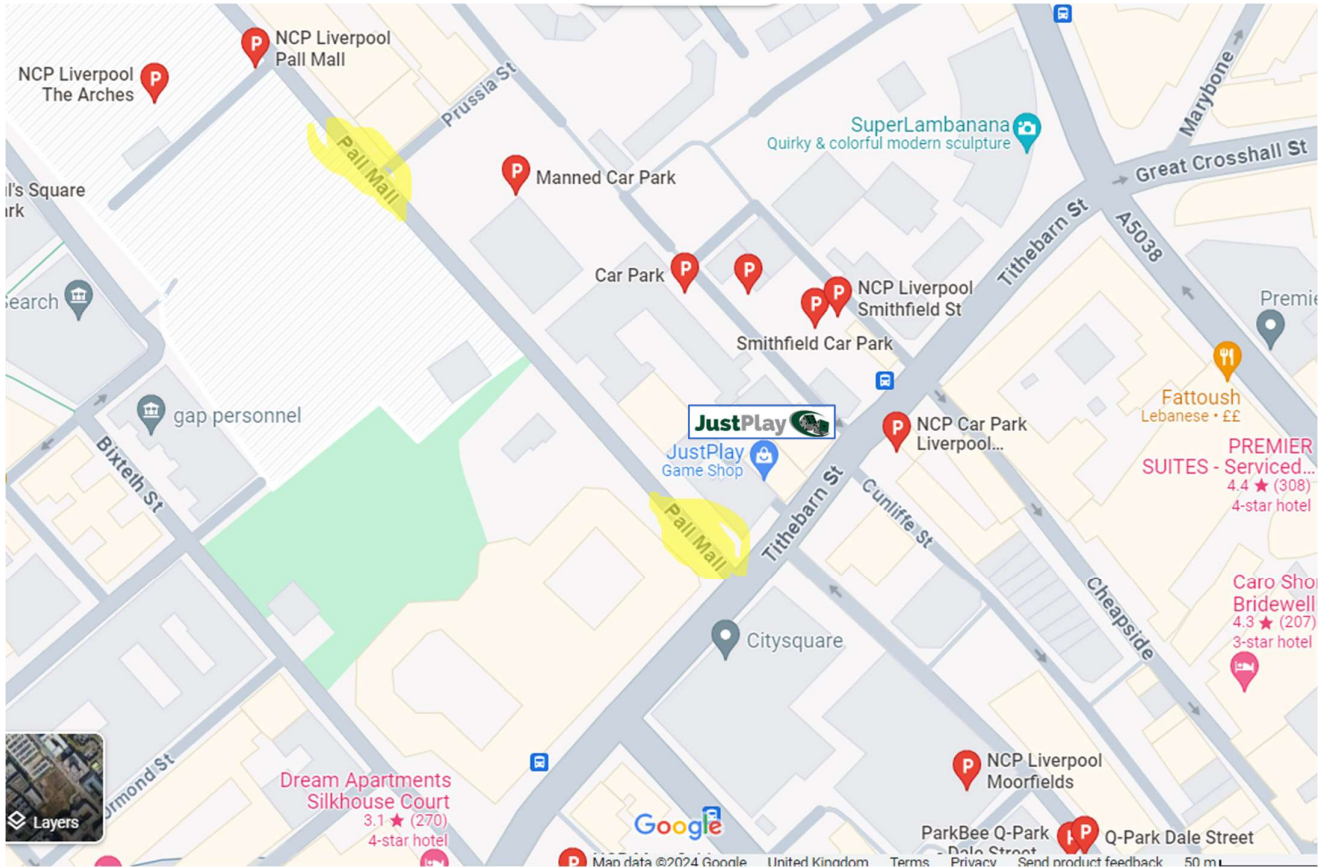 NCP Liverpool
Pall Mall
NCP Liverpool
The Arches
Prussia St
Pall Mall
Manned Car Park
SuperLambanana
Quirky & colorful modern sculpture
Marybone
Great Crosshall St
Tithebarn St
A5038
l's Square
rk
Search
Car Park
NCP Liverpool
Smithfield St
Smithfield Car Park
Premie
Fattoush
Lebanese • ££
gap personnel
JustPlay
JustPlay
Game Shop
NCP Car Park
Liverpool...
PREMIER
SUITES - Serviced...
4.4 ★ (308)
4-star hotel
Bixteth St
Pall Mall
Tithebarn St
Cunliffe St
Cheapside
Caro Sho
Bridewell
4.3 ★ (207)
3-star hotel
Citysquare
ormond St
Layers
Dream Apartments
Silkhouse Court
3.1 ★ (270)
4-star hotel
NCP Liverpool
Moorfields
Google
ParkBee Q-Park
Dale Street
Q-Park Dale Street
Map data ©2024 Google United Kingdom Terms Privacy Send product feedback 50 m